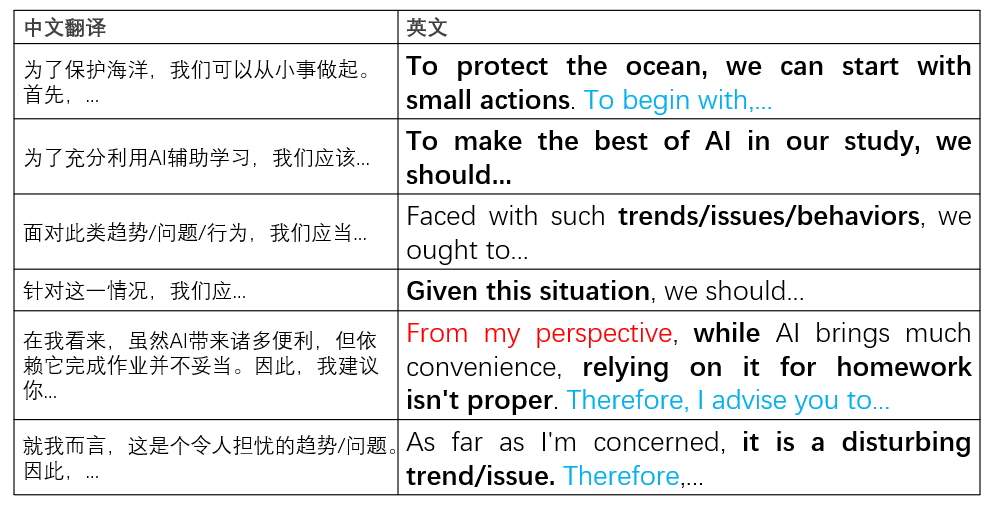 中文翻译
英文
为了保护海洋，我们可以从小事做起。
首先，...
To protect the ocean, we can start with
small actions. To begin with,...
为了充分利用AI辅助学习，我们应该...
To make the best of AI in our study, we
should...
面对此类趋势/问题/行为，我们应当...
Faced with such trends/issues/behaviors, we
ought to...
针对这一情况，我们应...
Given this situation, we should...
在我看来，虽然AI带来诸多便利，但依
赖它完成作业并不妥当。因此，我建议
你...
From my perspective, while AI brings much
convenience, relying on it for homework
isn't proper. Therefore, I advise you to...
就我而言，这是个令人担忧的趋势/问题。
因此，...
As far as I'm concerned, it is a disturbing
trend/issue. Therefore,...